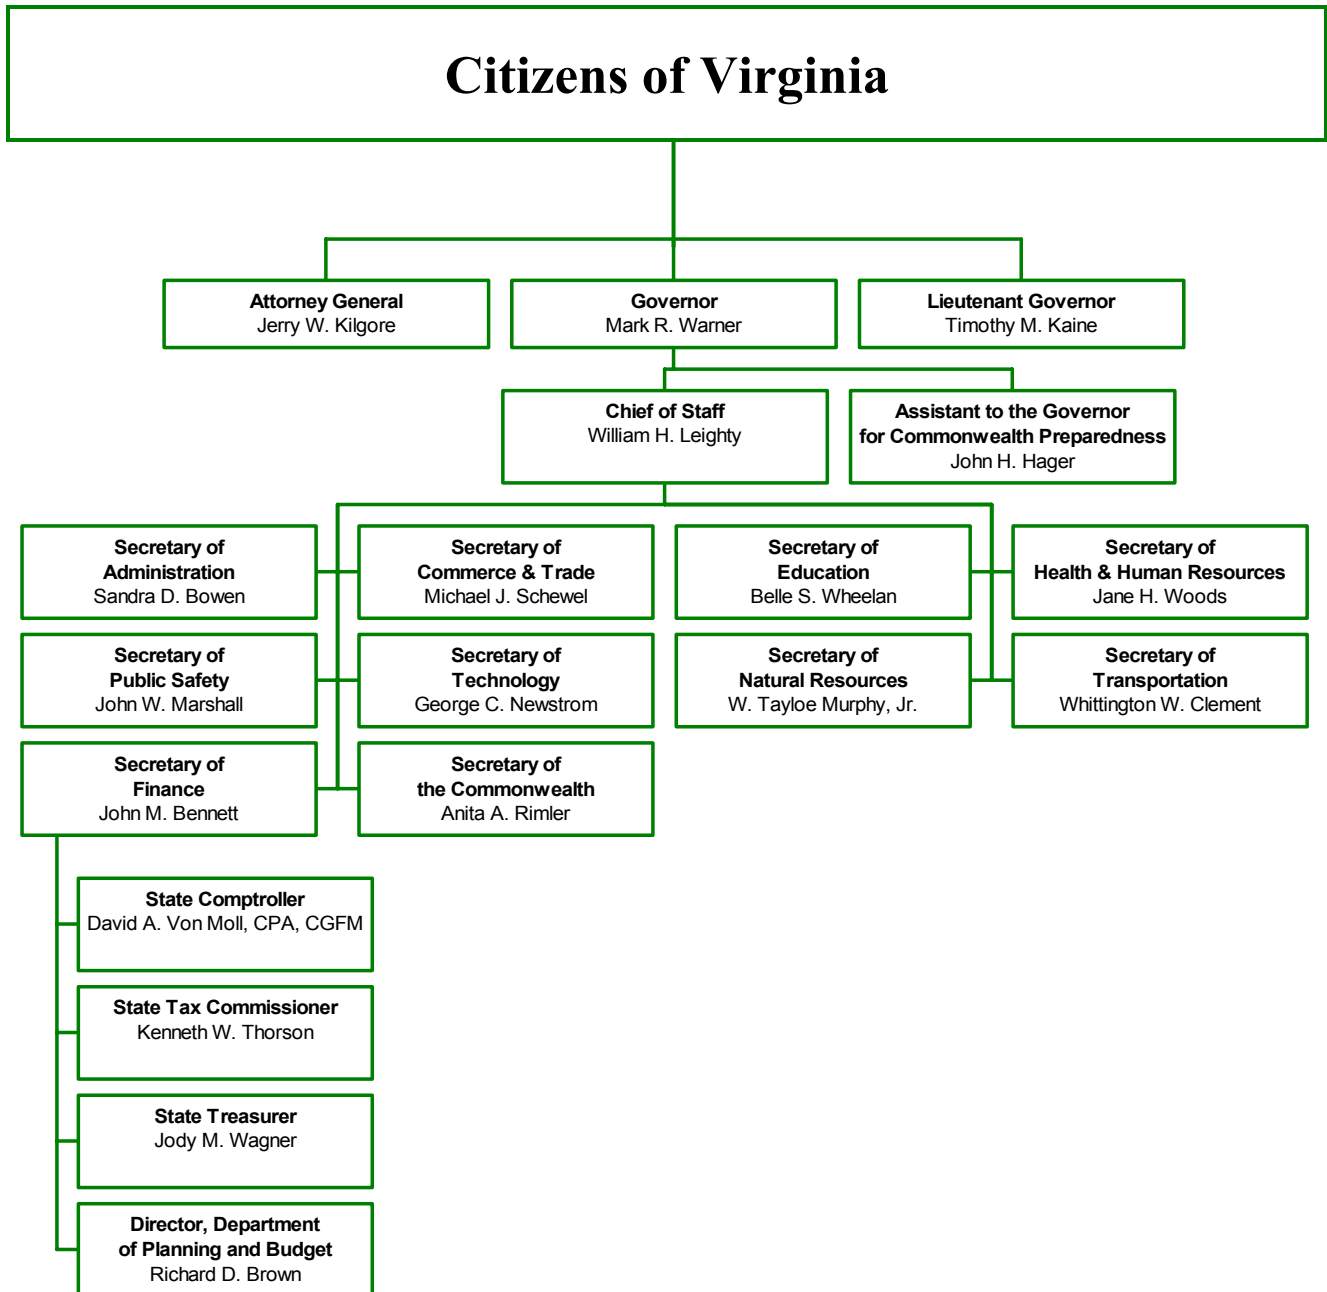 Citizens of Virginia
Attorney General
Jerry W. Kilgore
Governor
Mark R. Warner
Lieutenant Governor
Timothy M. Kaine
Chief of Staff
William H. Leighty
Assistant to the Governor
for Commonwealth Preparedness
John H. Hager
Secretary of
Administration
Sandra D. Bowen
Secretary of
Commerce & Trade
Michael J. Schewel
Secretary of
Education
Belle S. Wheelan
Secretary of
Health & Human Resources
Jane H. Woods
Secretary of
Public Safety
John W. Marshall
Secretary of
Technology
George C. Newstrom
Secretary of
Natural Resources
W. Tayloe Murphy, Jr.
Secretary of
Transportation
Whittington W. Clement
Secretary of
Finance
John M. Bennett
Secretary of
the Commonwealth
Anita A. Rimler
State Comptroller
David A. Von Moll, CPA, CGFM
State Tax Commissioner
Kenneth W. Thorson
State Treasurer
Jody M. Wagner
Director, Department
of Planning and Budget
Richard D. Brown